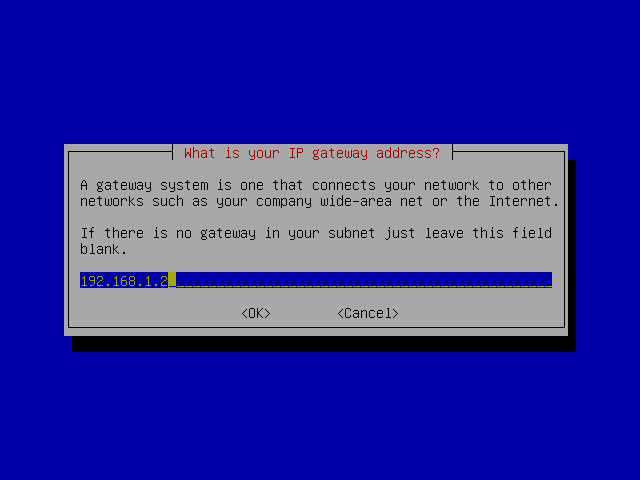 What is your IP gateway address?
A gateway system is one that connects your network to other
networks such as your company wide-area net or the Internet.
If there is no gateway in your subnet just leave this field
blank.
192.168.1.2
<OK> <Cancel>